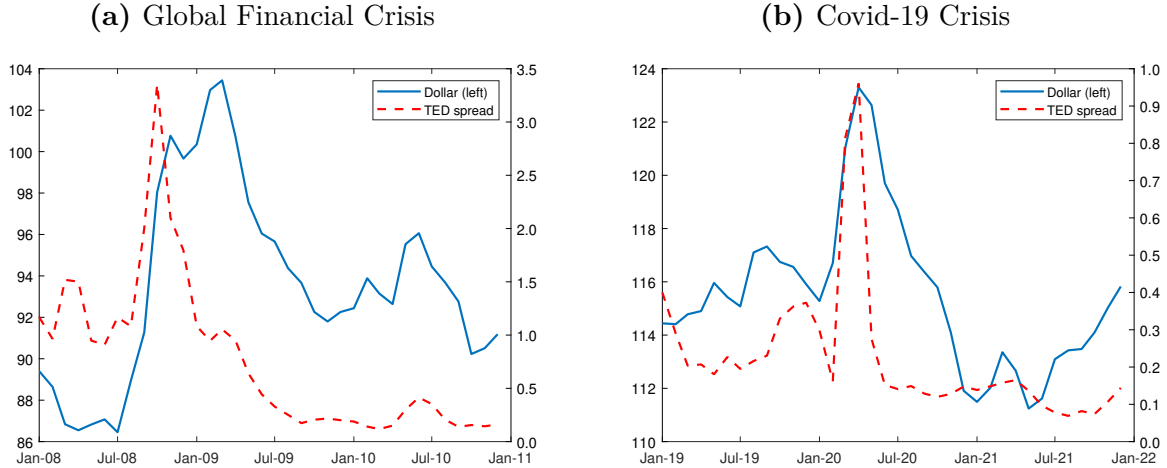 (a) Global Financial Crisis
104
102
100
98
96
94
92
90
88
86
3.5
3.0
2.5
2.0
1.5
1.0
0.5
0.0
Dollar (left)
TED spread
Jan-08
Jul-08
Jan-09
Jul-09
Jan-10
Jul-10
Jan-11
(b) Covid-19 Crisis
124
122
120
118
116
114
112
110
1.0
0.9
0.8
0.7
0.6
0.5
0.4
0.3
0.2
0.1
0.0
Dollar (left)
TED spread
Jan-19
Jul-19
Jan-20
Jul-20
Jan-21
Jul-21
Jan-22